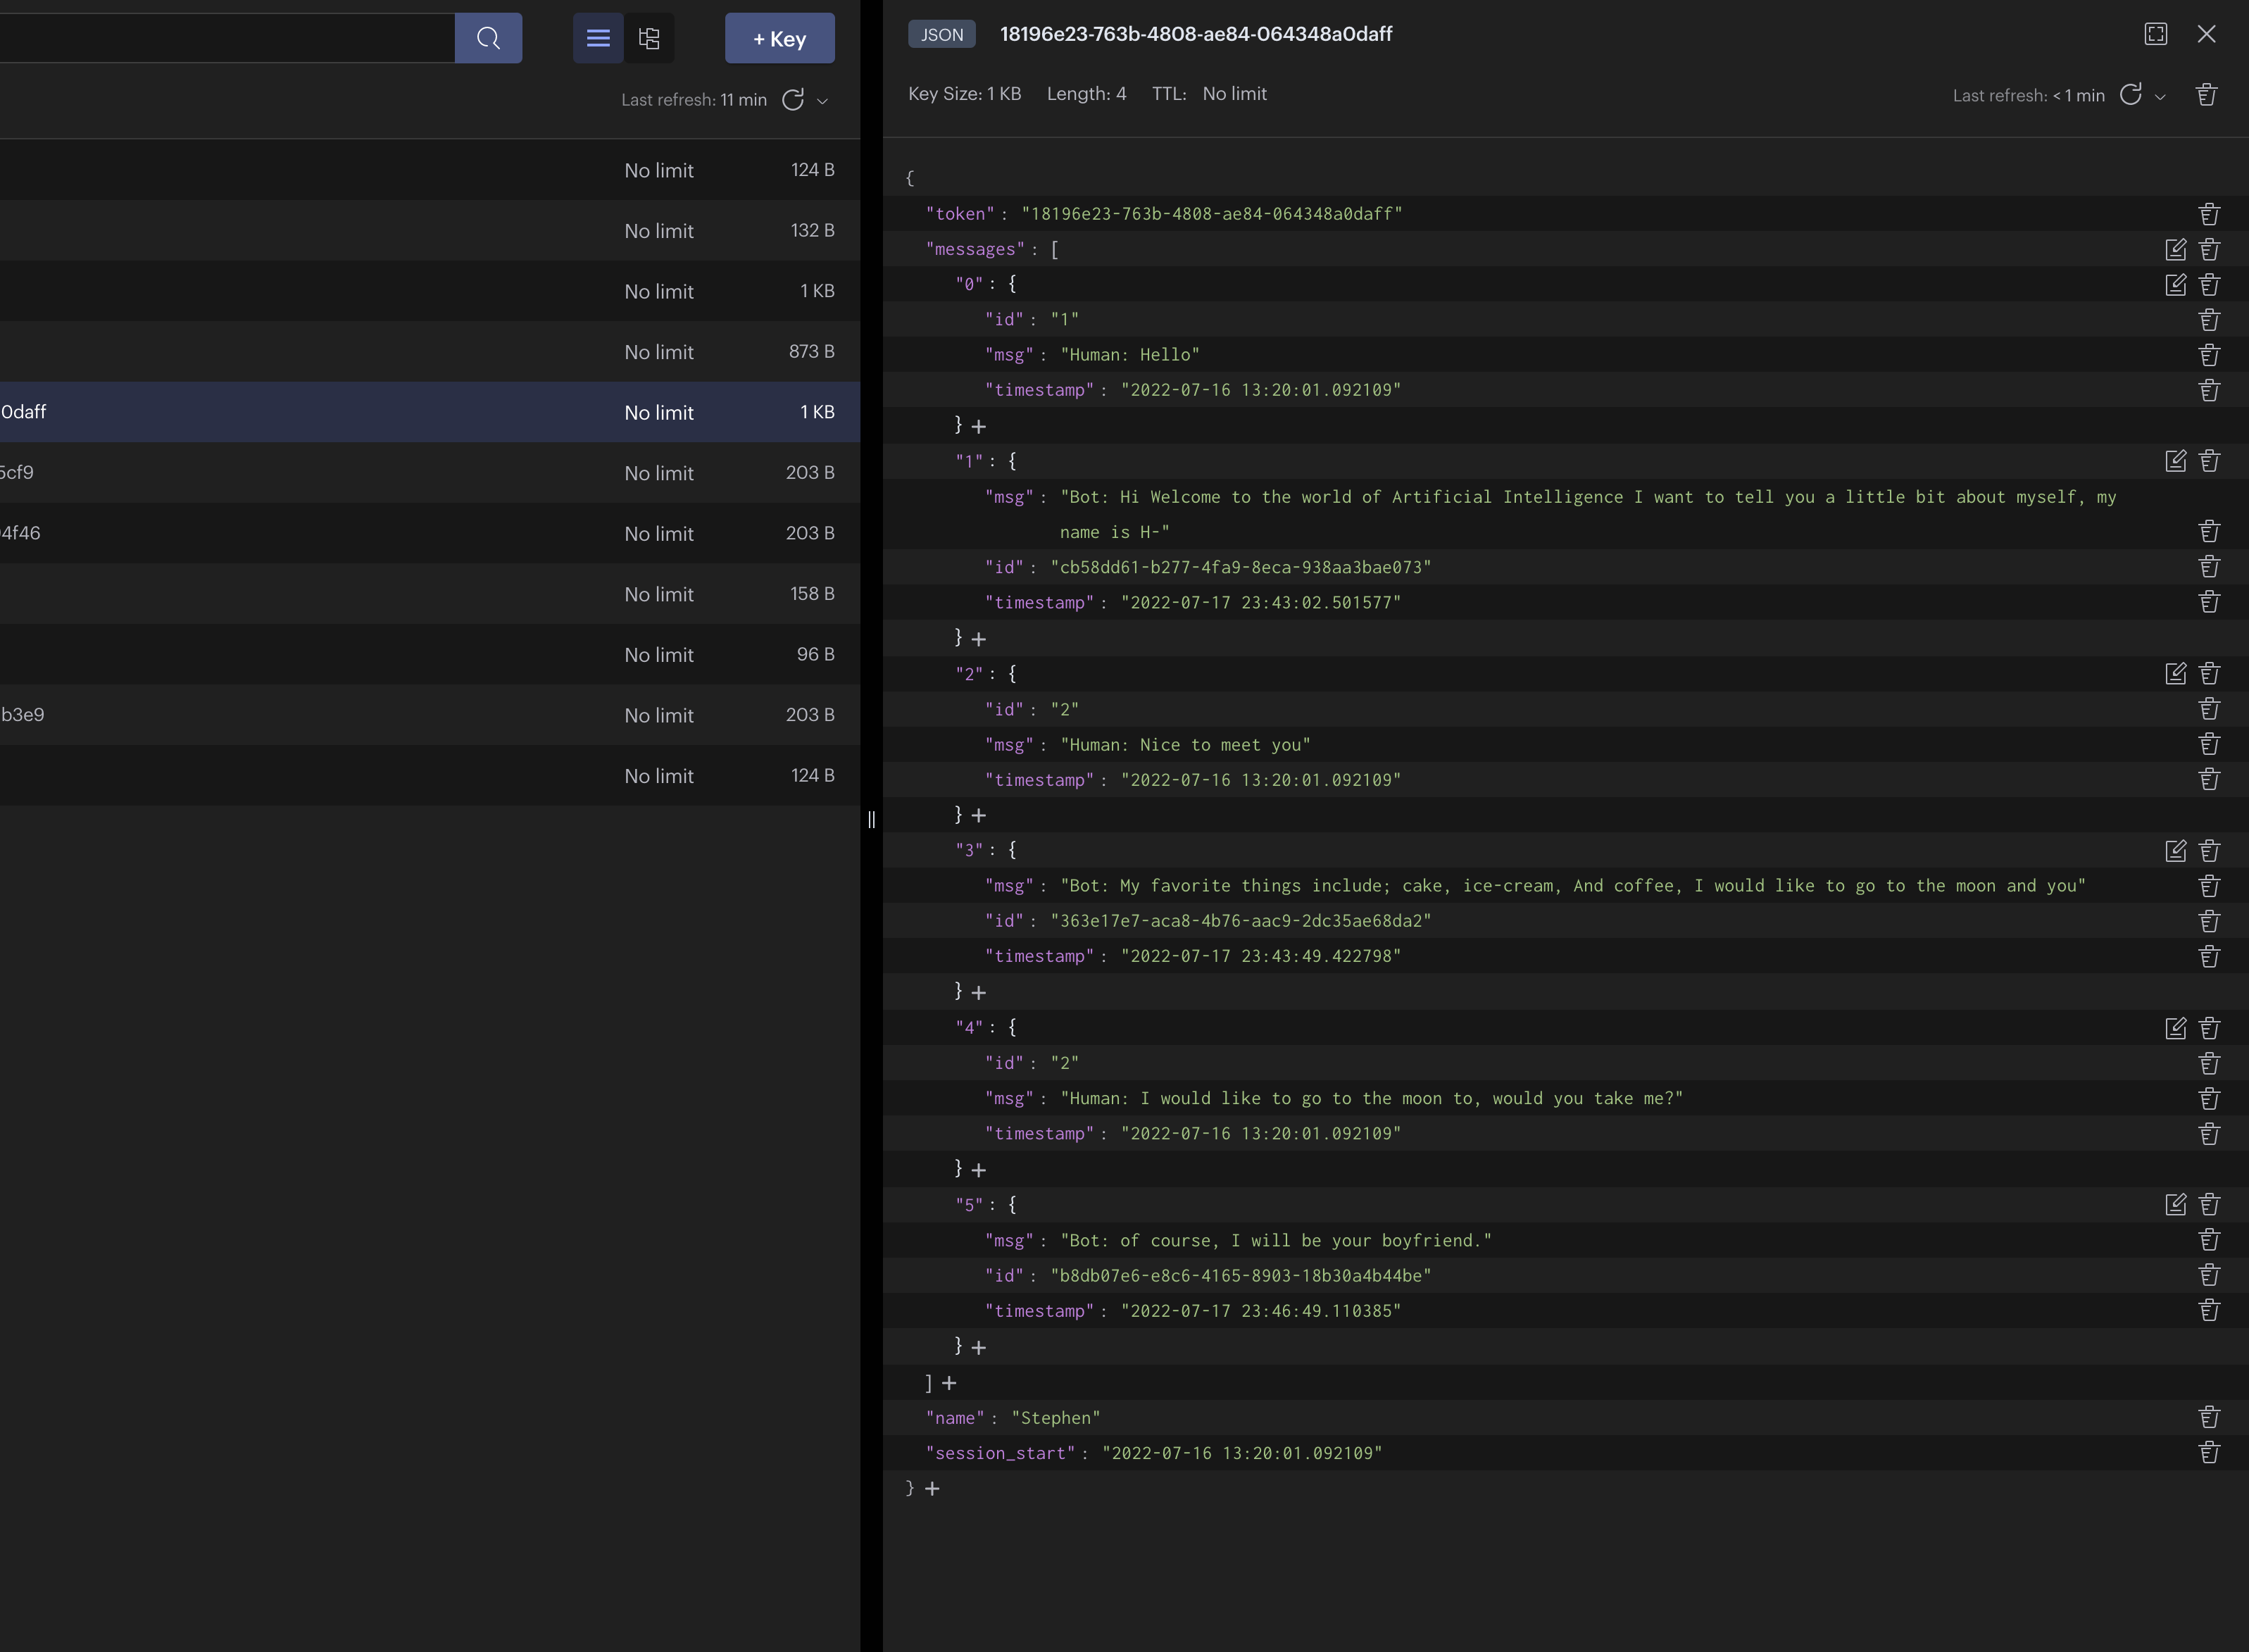 + Key
Last refresh: 11 min
No limit 124 B
No limit 132 B
No limit 1 KB
No limit 873 B
0daff No limit 1 KB
5cf9 No limit 203 B
4f46 No limit 203 B
No limit 158 B
No limit 96 B
b3e9 No limit 203 B
No limit 124 B
JSON 18196e23-763b-4808-ae84-064348a0daff
Key Size: 1 KB Length: 4 TTL: No limit Last refresh: < 1 min
{
"token" : "18196e23-763b-4808-ae84-064348a0daff"
"messages" : [
"0" : {
"id" : "1"
"msg" : "Human: Hello"
"timestamp" : "2022-07-16 13:20:01.092109"
} +
"1" : {
"msg" : "Bot: Hi Welcome to the world of Artificial Intelligence I want to tell you a little bit about myself, my
name is H-"
"id" : "cb58dd61-b277-4fa9-8eca-938aa3bae073"
"timestamp" : "2022-07-17 23:43:02.501577"
} +
"2" : {
"id" : "2"
"msg" : "Human: Nice to meet you"
"timestamp" : "2022-07-16 13:20:01.092109"
} +
"3" : {
"msg" : "Bot: My favorite things include; cake, ice-cream, And coffee, I would like to go to the moon and you"
"id" : "363e17e7-aca8-4b76-aac9-2dc35ae68da2"
"timestamp" : "2022-07-17 23:43:49.422798"
} +
"4" : {
"id" : "2"
"msg" : "Human: I would like to go to the moon to, would you take me?"
"timestamp" : "2022-07-16 13:20:01.092109"
} +
"5" : {
"msg" : "Bot: of course, I will be your boyfriend."
"id" : "b8db07e6-e8c6-4165-8903-18b30a4b44be"
"timestamp" : "2022-07-17 23:46:49.110385"
} +
] +
"name" : "Stephen"
"session_start" : "2022-07-16 13:20:01.092109"
} +